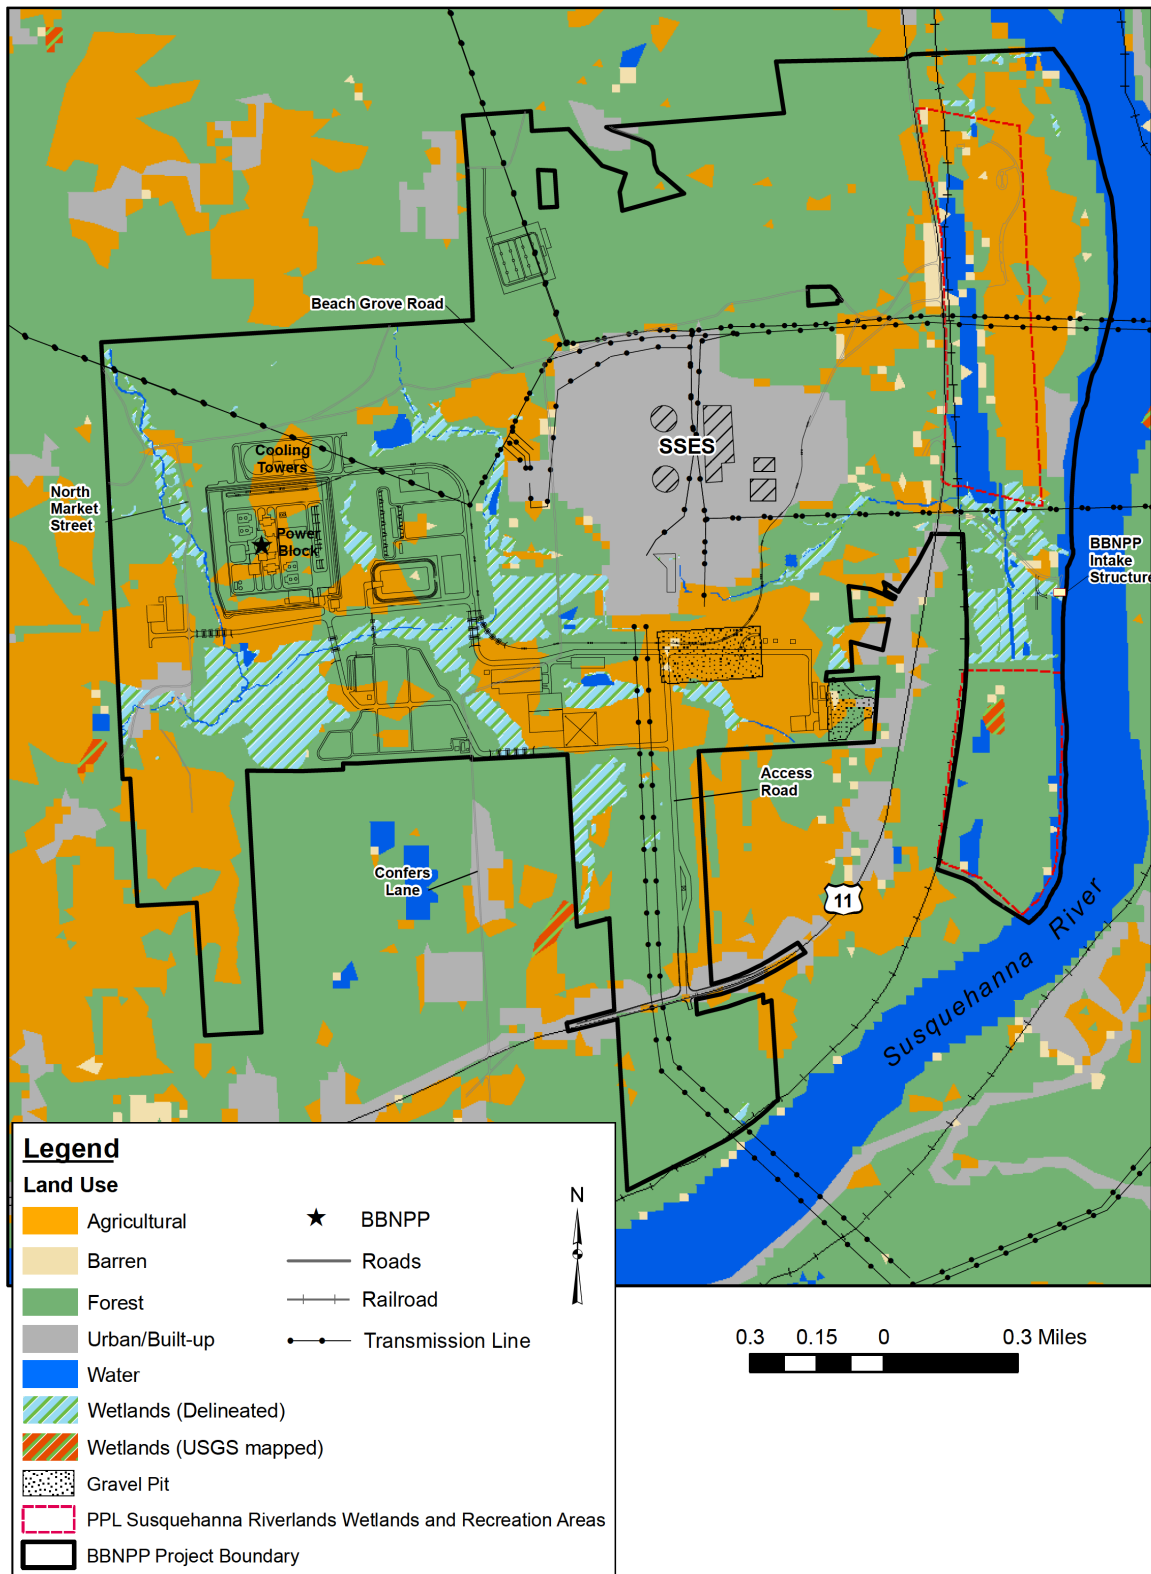 Beach Grove Road
Cooling
Towers
SSES
North
Market
Street
Power
Block
BBNPP
Intake
Structure
Access
Road
Confers
Lane
11
Susquehanna River
Legend
Land Use
Agricultural
Barren
Forest
Urban/Built-up
Water
Wetlands (Delineated)
Wetlands (USGS mapped)
Gravel Pit
PPL Susquehanna Riverlands Wetlands and Recreation Areas
BBNPP Project Boundary
BBNPP
Roads
Railroad
Transmission Line
N
0.3 0.15 0 0.3 Miles